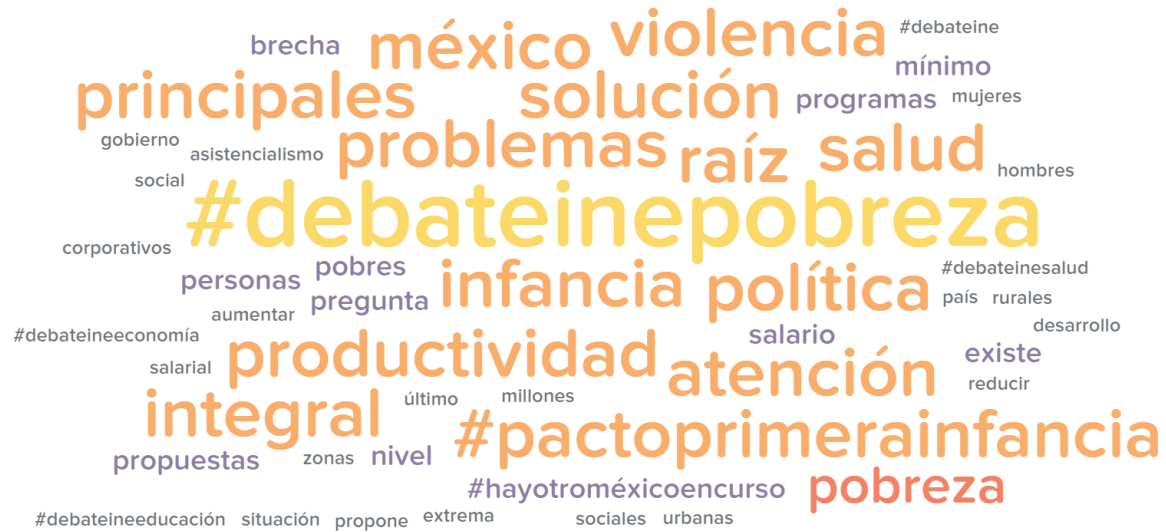 méxico violencia #debateine
brecha mínimo
principales solución programas mujeres
gobierno problemas raíz salud
asistencialismo hombres
social #debateinepobreza
corporativos
personas pobres infancia política #debateinesalud
pregunta país rurales
aumentar desarrollo
#debateineeconomía salario
salarial productividad atención existe
reducir
integral último millones
#pactoprimerainfancia
propuestas zonas nivel
#hayotroméxicoencurso pobreza
#debateineeducación situación propone extrema sociales urbanas